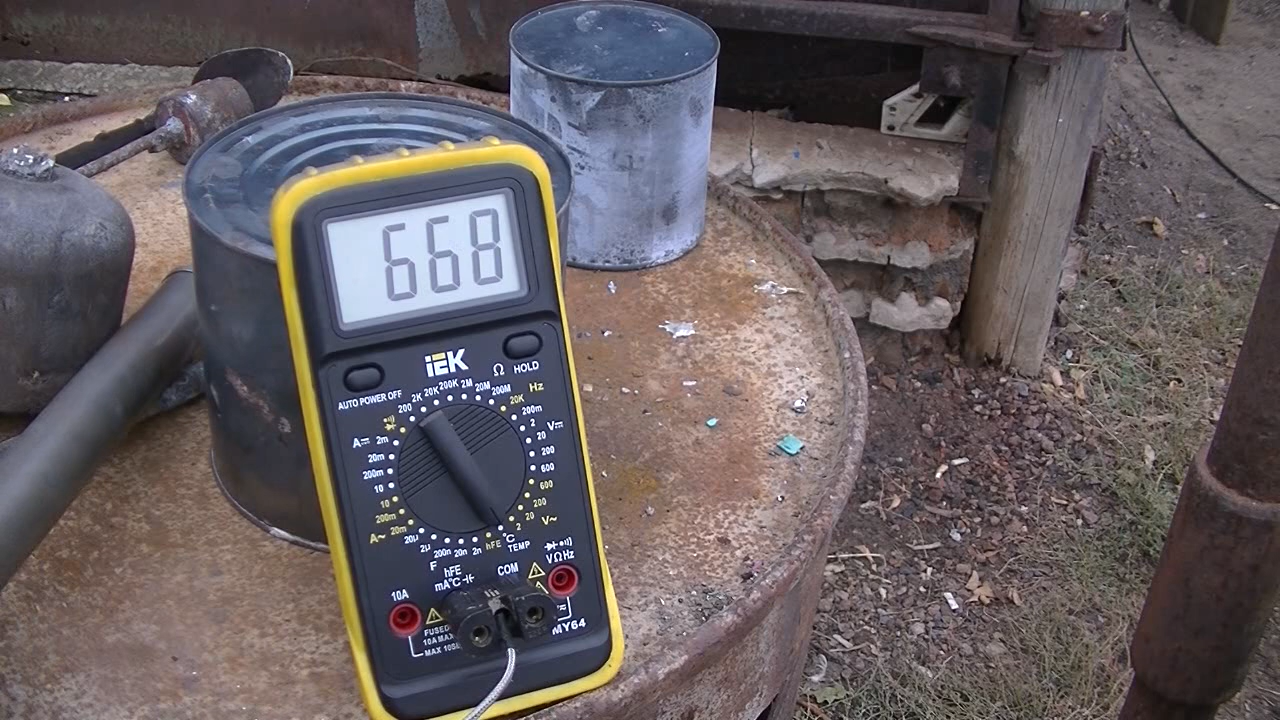 668
iEK
AUTO POWER OFF
Ω HOLD
200 2K 20K 200K 2M 20M 200M
20K Hz
A⎓ 2m 20m 200m 10
200m 2 20 200 600 V⎓
A~ 10 200m 20m
600 200 20 2 V~
F 20µ 2µ 200n 20n 2n
hFE
°C
TEMP
hFE
mA°C
COM
VΩHz
10A
FUSED
10A MAX
MY64